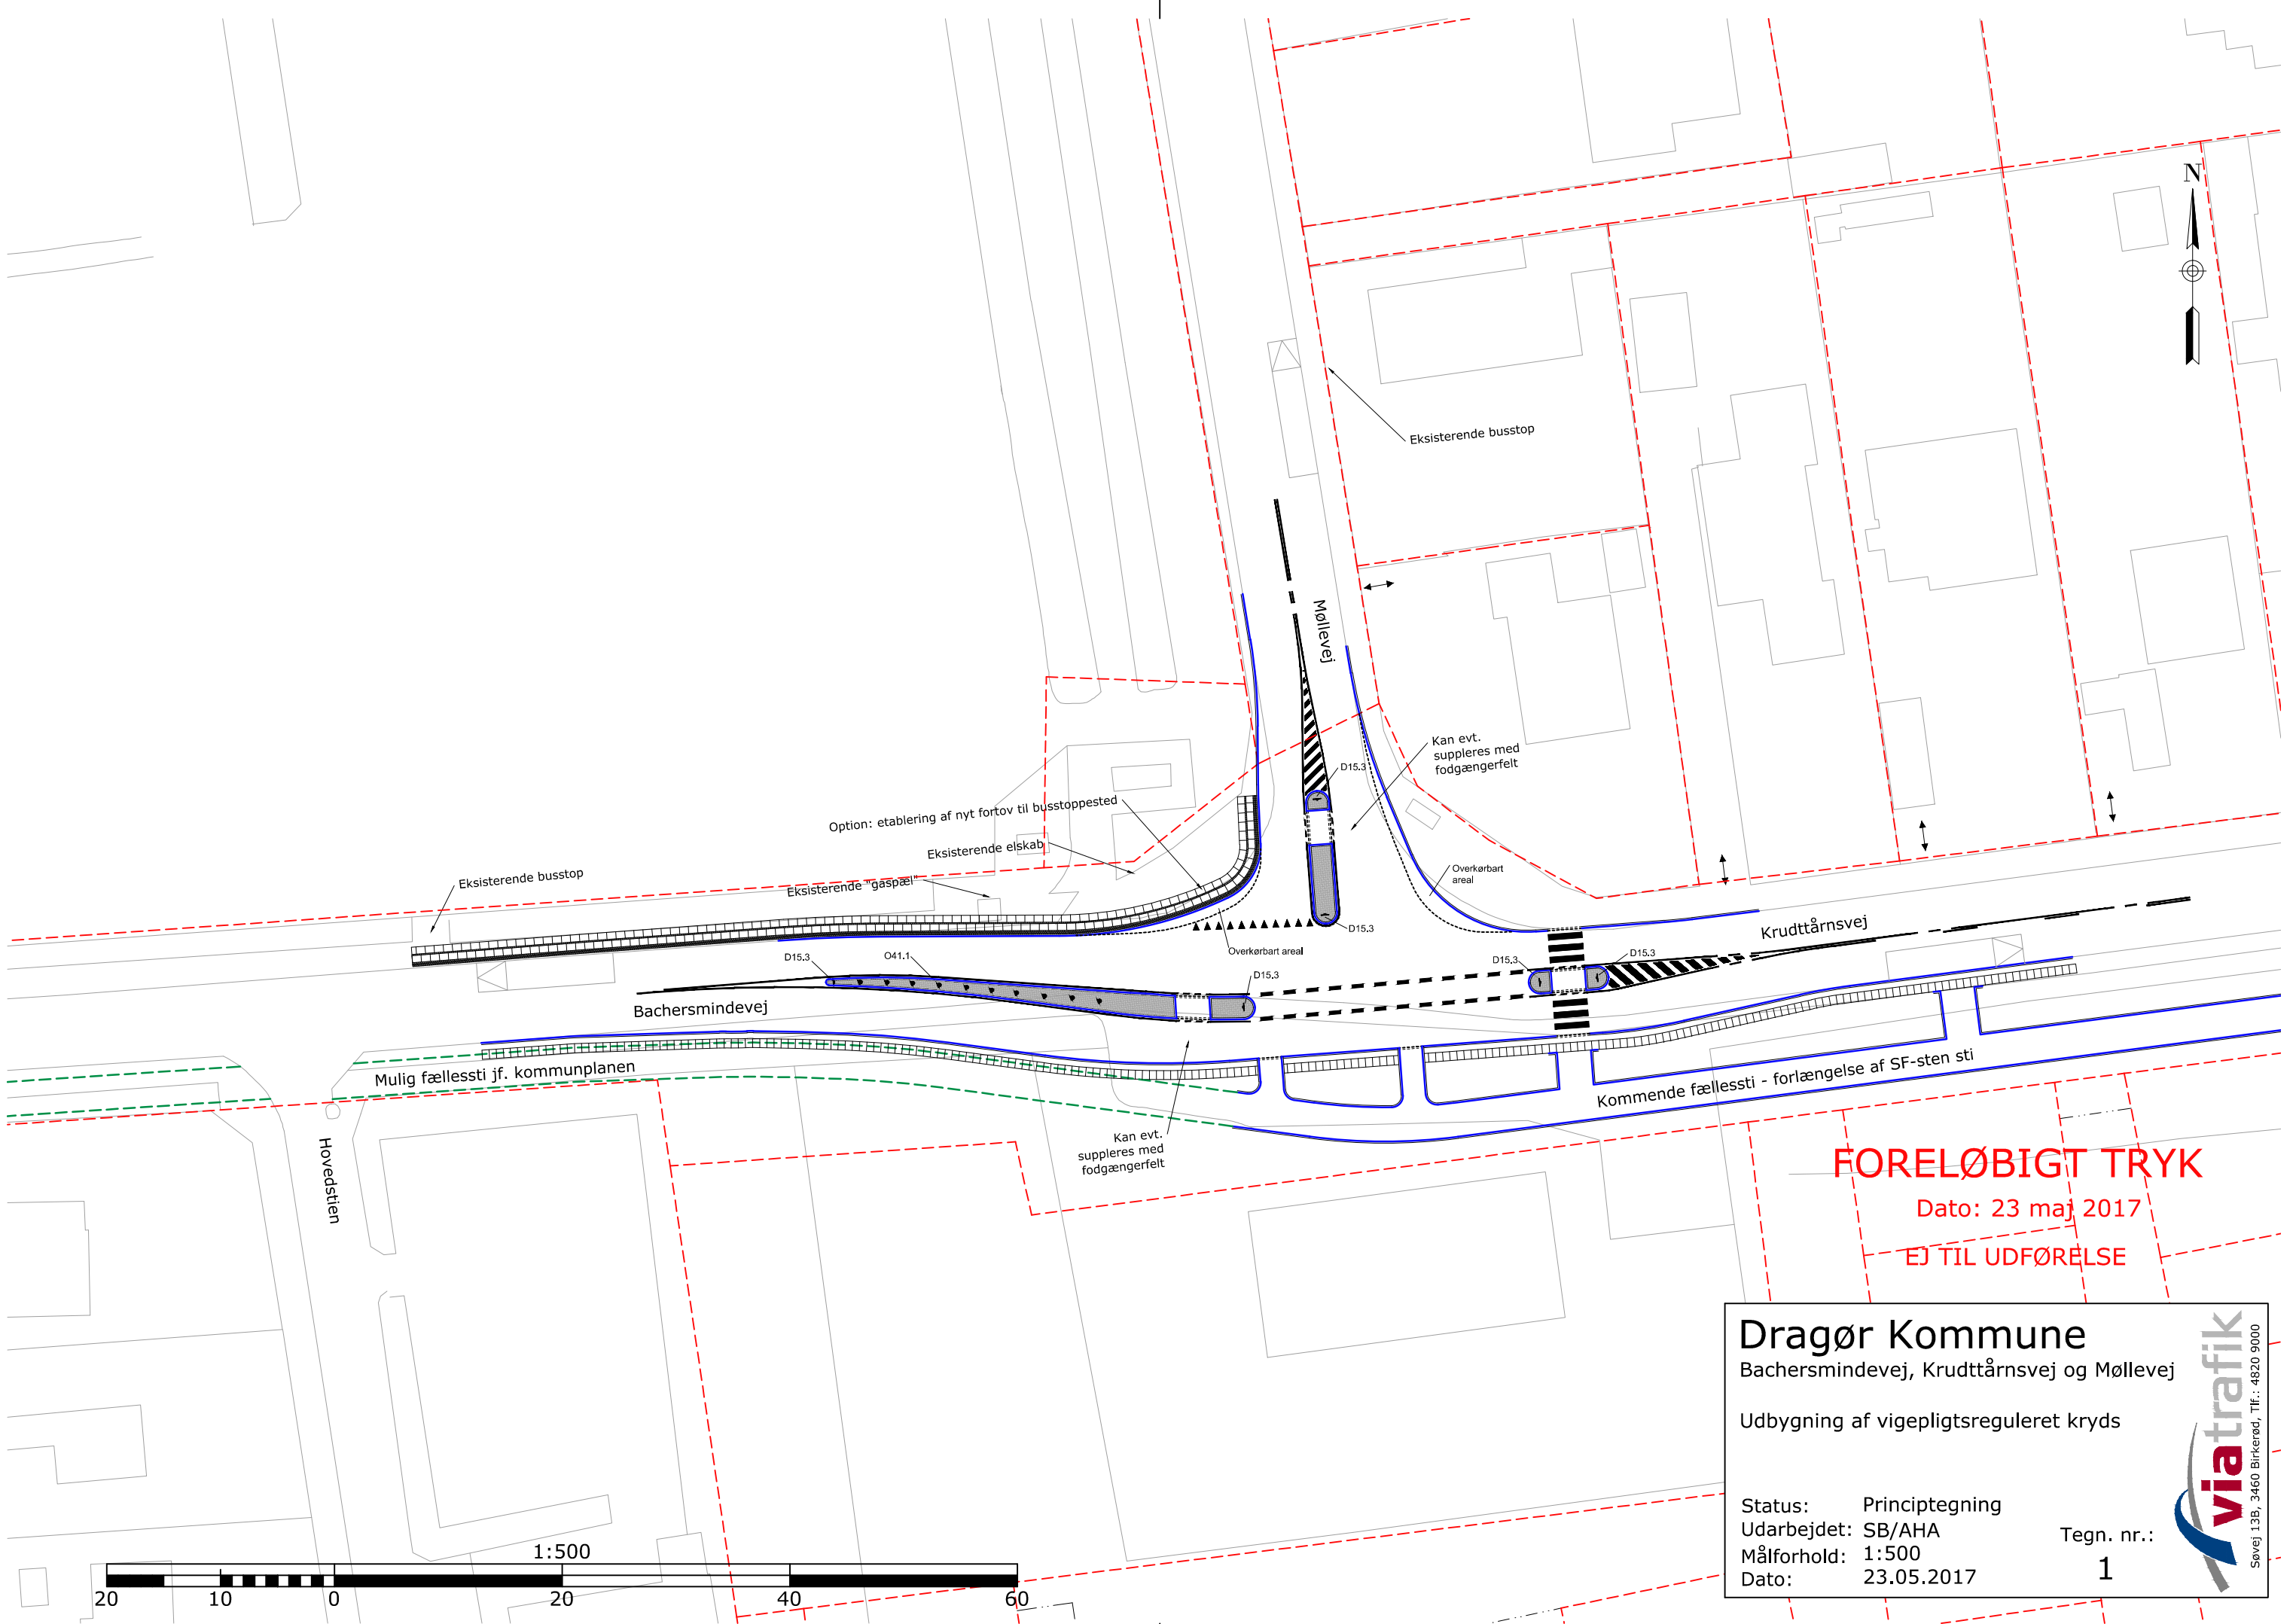 N
Eksisterende busstop
Møllevej
Kan evt.
suppleres med
fodgængerfelt
D15.3
Option: etablering af nyt fortov til busstoppested
Eksisterende elskab
Eksisterende "gaspæl"
Eksisterende busstop
Overkørbart
areal
D15.3
Krudttårnsvej
Overkørbart areal
D15.3
O41.1
D15.3
D15.3
D15.3
Bachersmindevej
Mulig fællessti jf. kommunplanen
Kommende fællessti - forlængelse af SF-sten sti
Kan evt.
suppleres med
fodgængerfelt
Hovedstien
FORELØBIGT TRYK
Dato: 23 maj 2017
EJ TIL UDFØRELSE
Dragør Kommune
Bachersmindevej, Krudttårnsvej og Møllevej
Udbygning af vigepligtsreguleret kryds
Status: Principtegning
Udarbejdet: SB/AHA
Målforhold: 1:500
Dato: 23.05.2017
Tegn. nr.:
1
viatrafik
Søvej 13B, 3460 Birkerød, Tlf.: 4820 9000
1:500
20 10 0 20 40 60